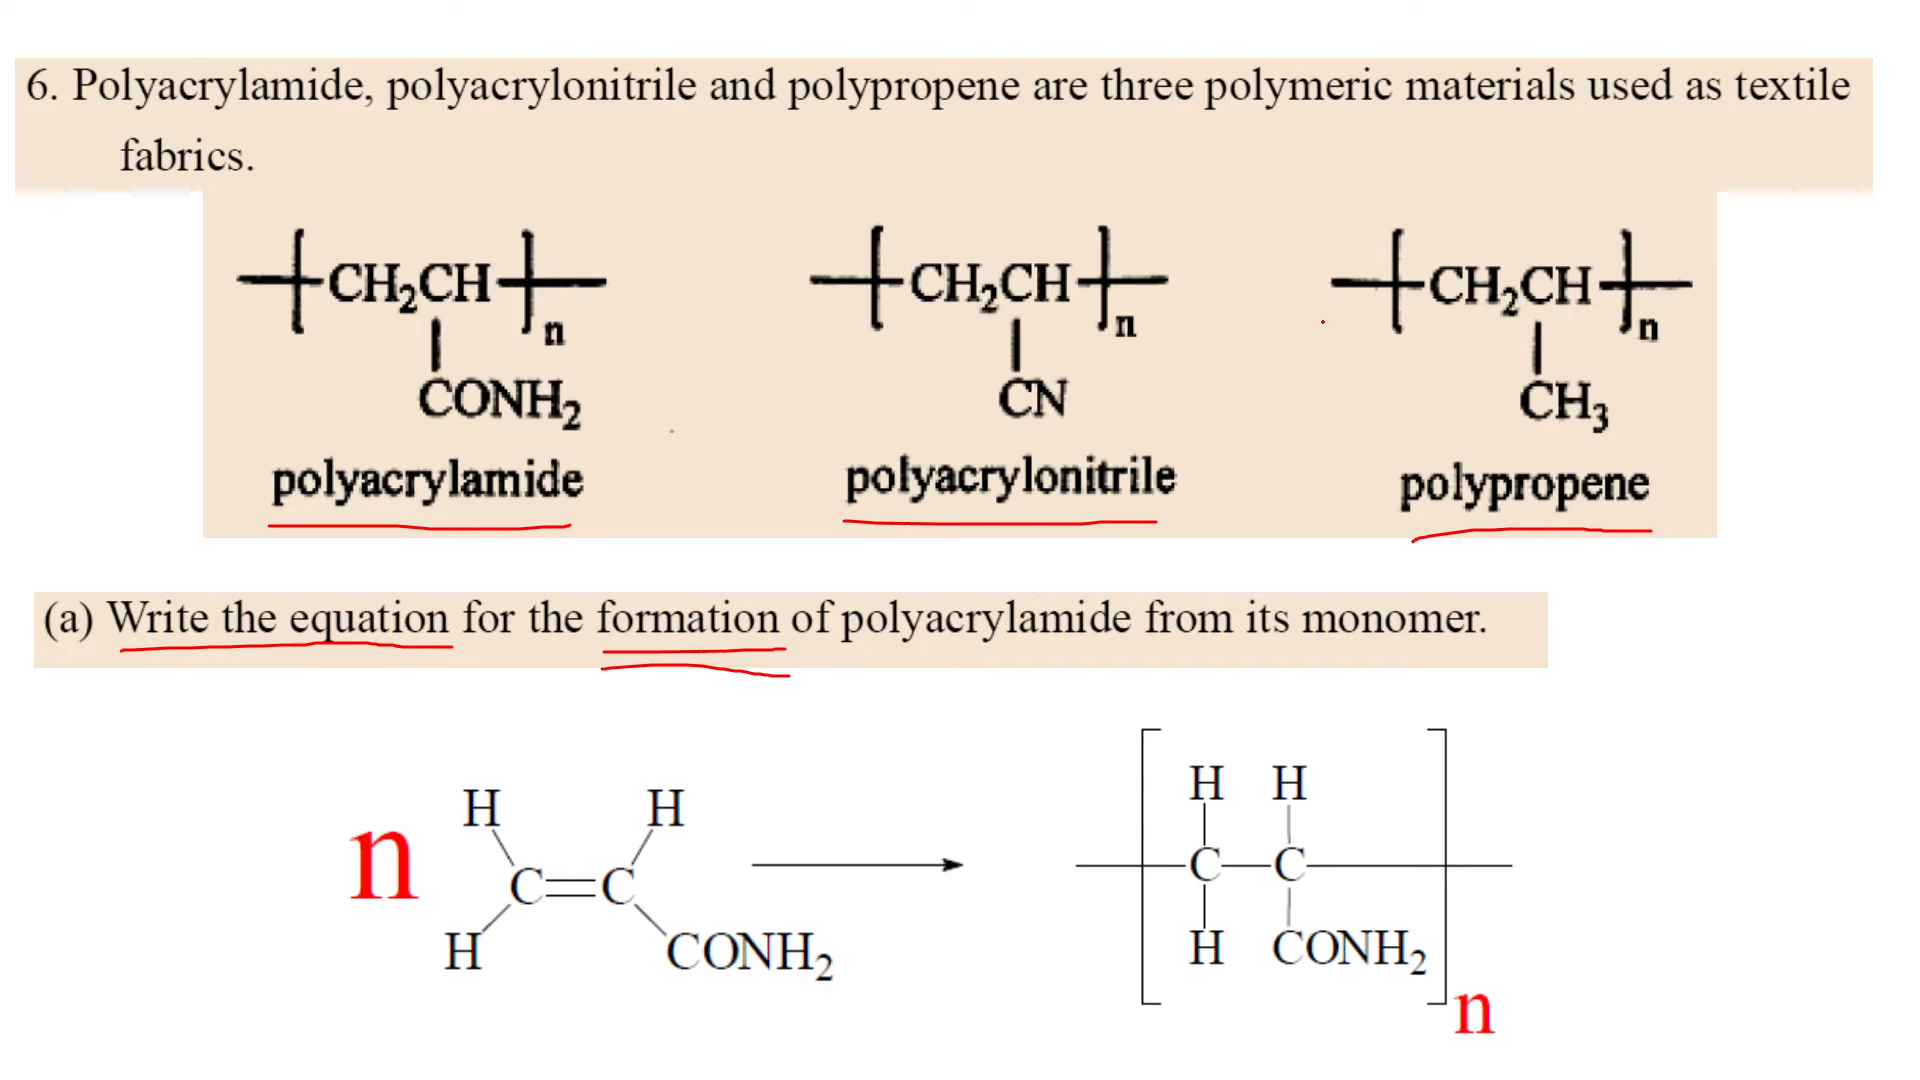 6. Polyacrylamide, polyacrylonitrile and polypropene are three polymeric materials used as textile
fabrics.
CH₂CH n
CONH₂
polyacrylamide
CH₂CH n
CN
polyacrylonitrile
CH₂CH n
CH₃
polypropene
(a) Write the equation for the formation of polyacrylamide from its monomer.
H H
n C=C
H CONH₂
H H
C C
H CONH₂
n